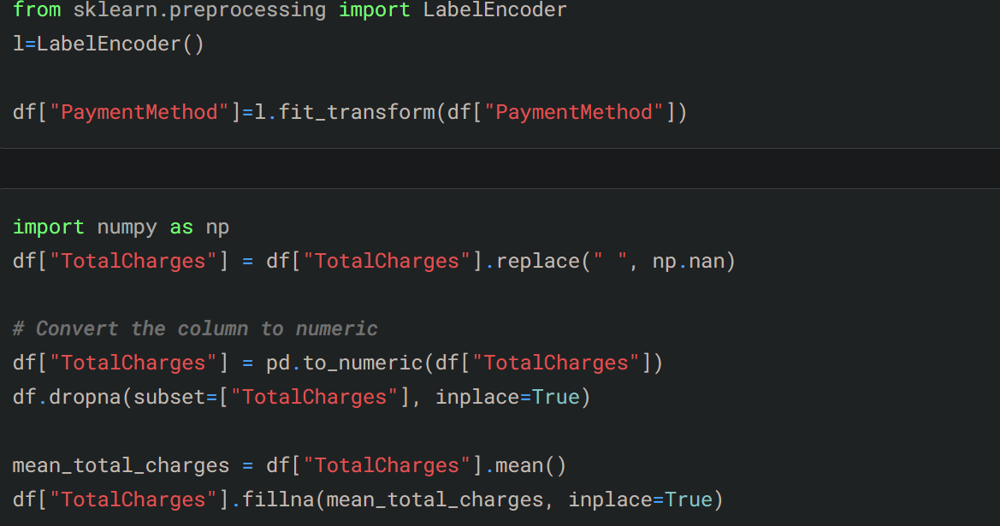 from sklearn.preprocessing import LabelEncoder
l=LabelEncoder()
df["PaymentMethod"]=l.fit_transform(df["PaymentMethod"])
import numpy as np
df["TotalCharges"] = df["TotalCharges"].replace(" ", np.nan)
# Convert the column to numeric
df["TotalCharges"] = pd.to_numeric(df["TotalCharges"])
df.dropna(subset=["TotalCharges"], inplace=True)
mean_total_charges = df["TotalCharges"].mean()
df["TotalCharges"].fillna(mean_total_charges, inplace=True)